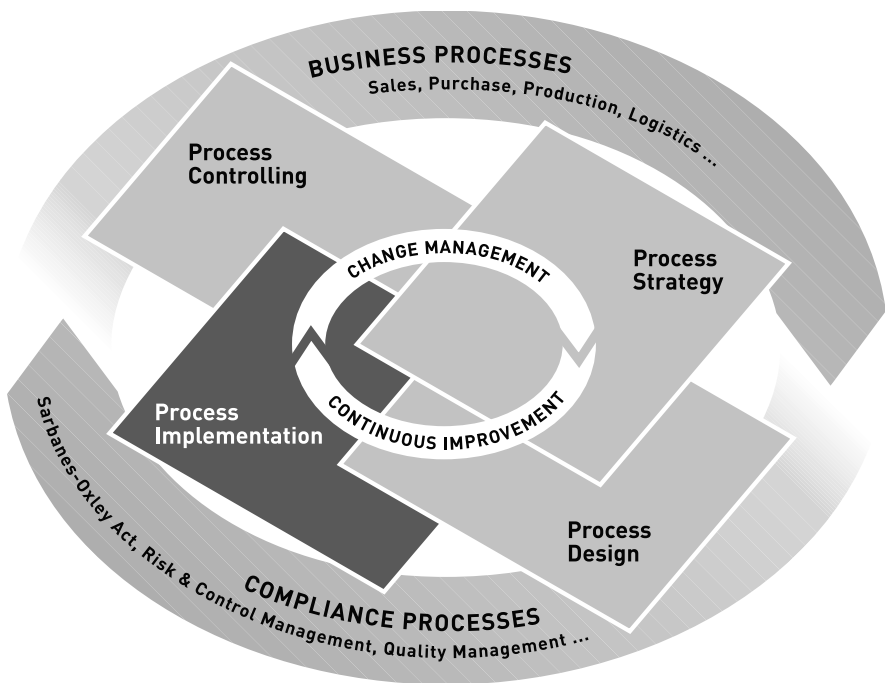 BUSINESS PROCESSES
Sales, Purchase, Production, Logistics ...
Process
Controlling
Process
Strategy
CHANGE MANAGEMENT
CONTINUOUS IMPROVEMENT
Process
Implementation
Process
Design
COMPLIANCE PROCESSES
Sarbanes-Oxley Act, Risk & Control Management, Quality Management ...